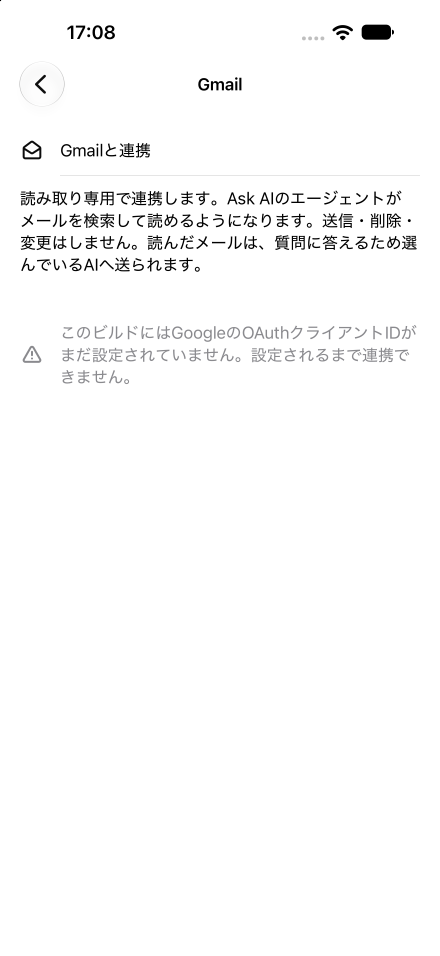 17:08
Gmail
Gmailと連携
読み取り専用で連携します。Ask AIのエージェントが
メールを検索して読めるようになります。送信・削除・
変更はしません。読んだメールは、質問に答えるため選
んでいるAIへ送られます。
このビルドにはGoogleのOAuthクライアントIDが
まだ設定されていません。設定されるまで連携で
きません。